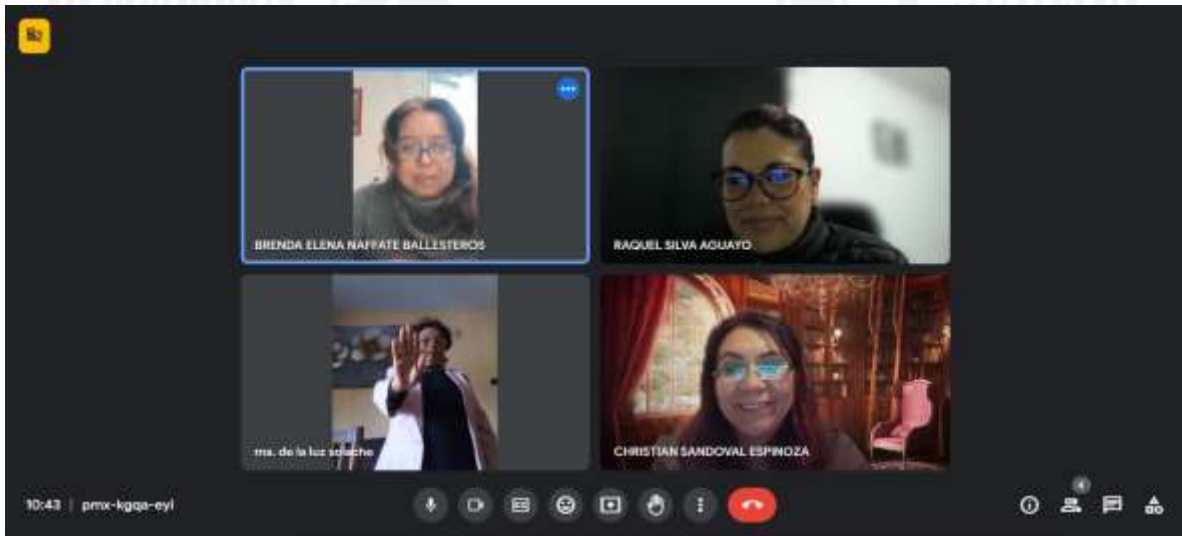 BRENDA ELENA NAFFATE BALLESTEROS
RAQUEL SILVA AGUAYO
ma. de la luz solache
CHRISTIAN SANDOVAL ESPINOZA
10:43 | pmx-kgqa-eyl
4